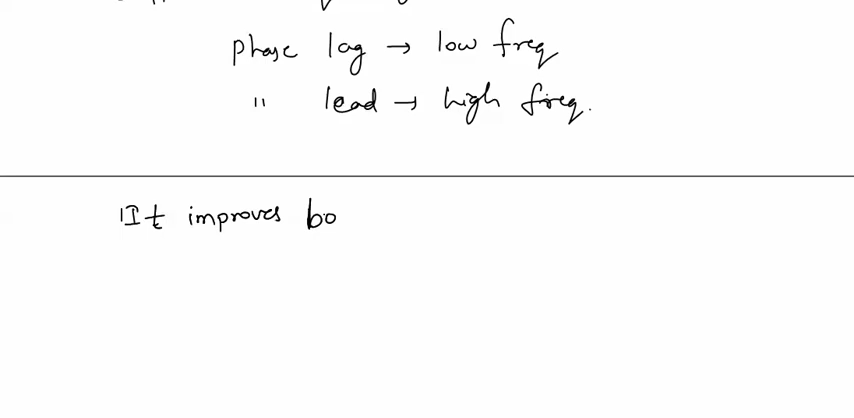 phase lag → low freq
" lead → high freq.
It improves bo